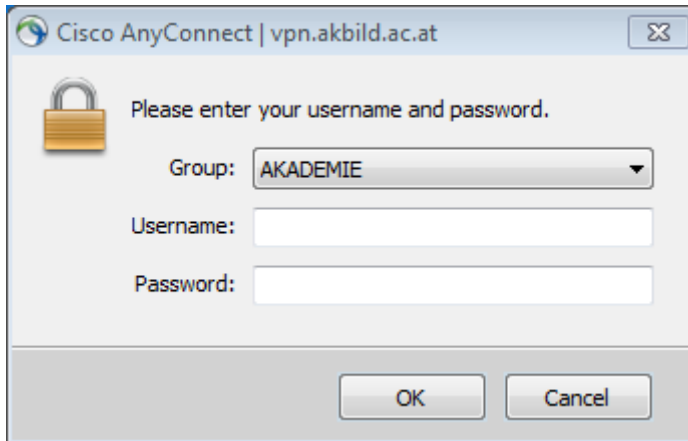 Cisco AnyConnect | vpn.akbild.ac.at
Please enter your username and password.
Group: AKADEMIE
Username:
Password:
OK Cancel